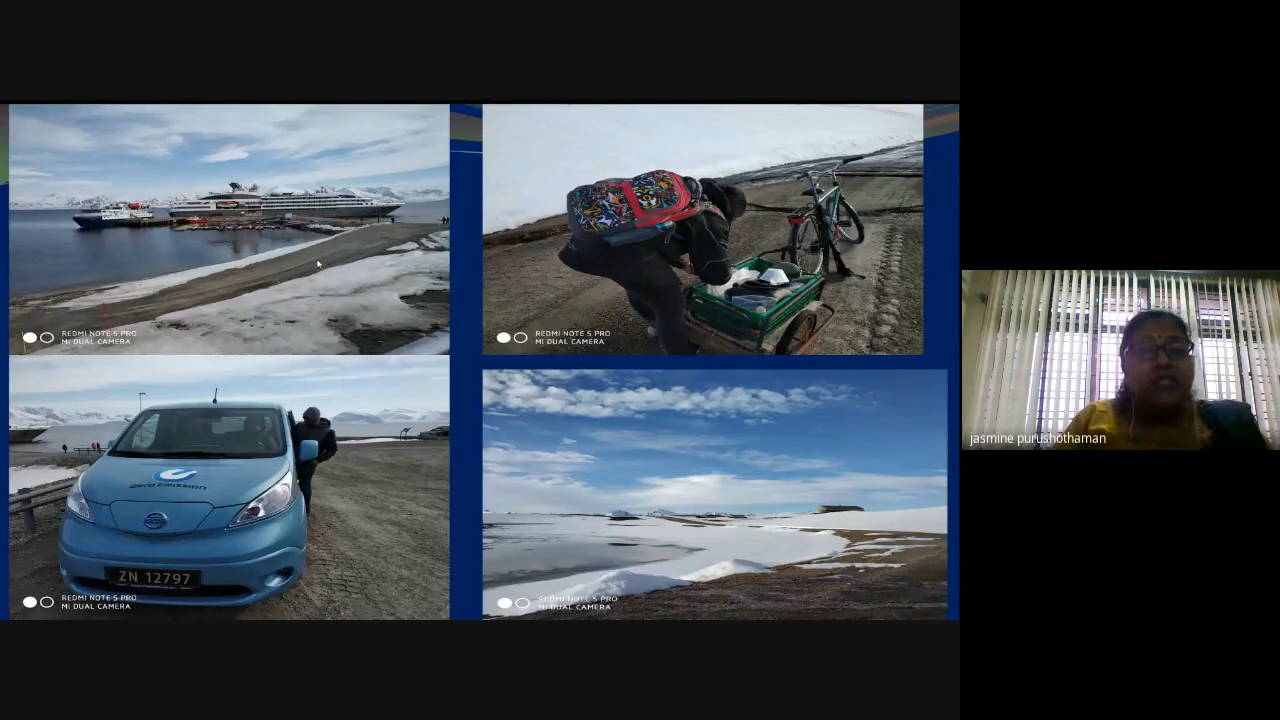 REDMI NOTE 5 PRO
MI DUAL CAMERA
REDMI NOTE 5 PRO
MI DUAL CAMERA
ZERO EMISSION
ZN 12797
REDMI NOTE 5 PRO
MI DUAL CAMERA
REDMI NOTE 5 PRO
MI DUAL CAMERA
jasmine purushothaman